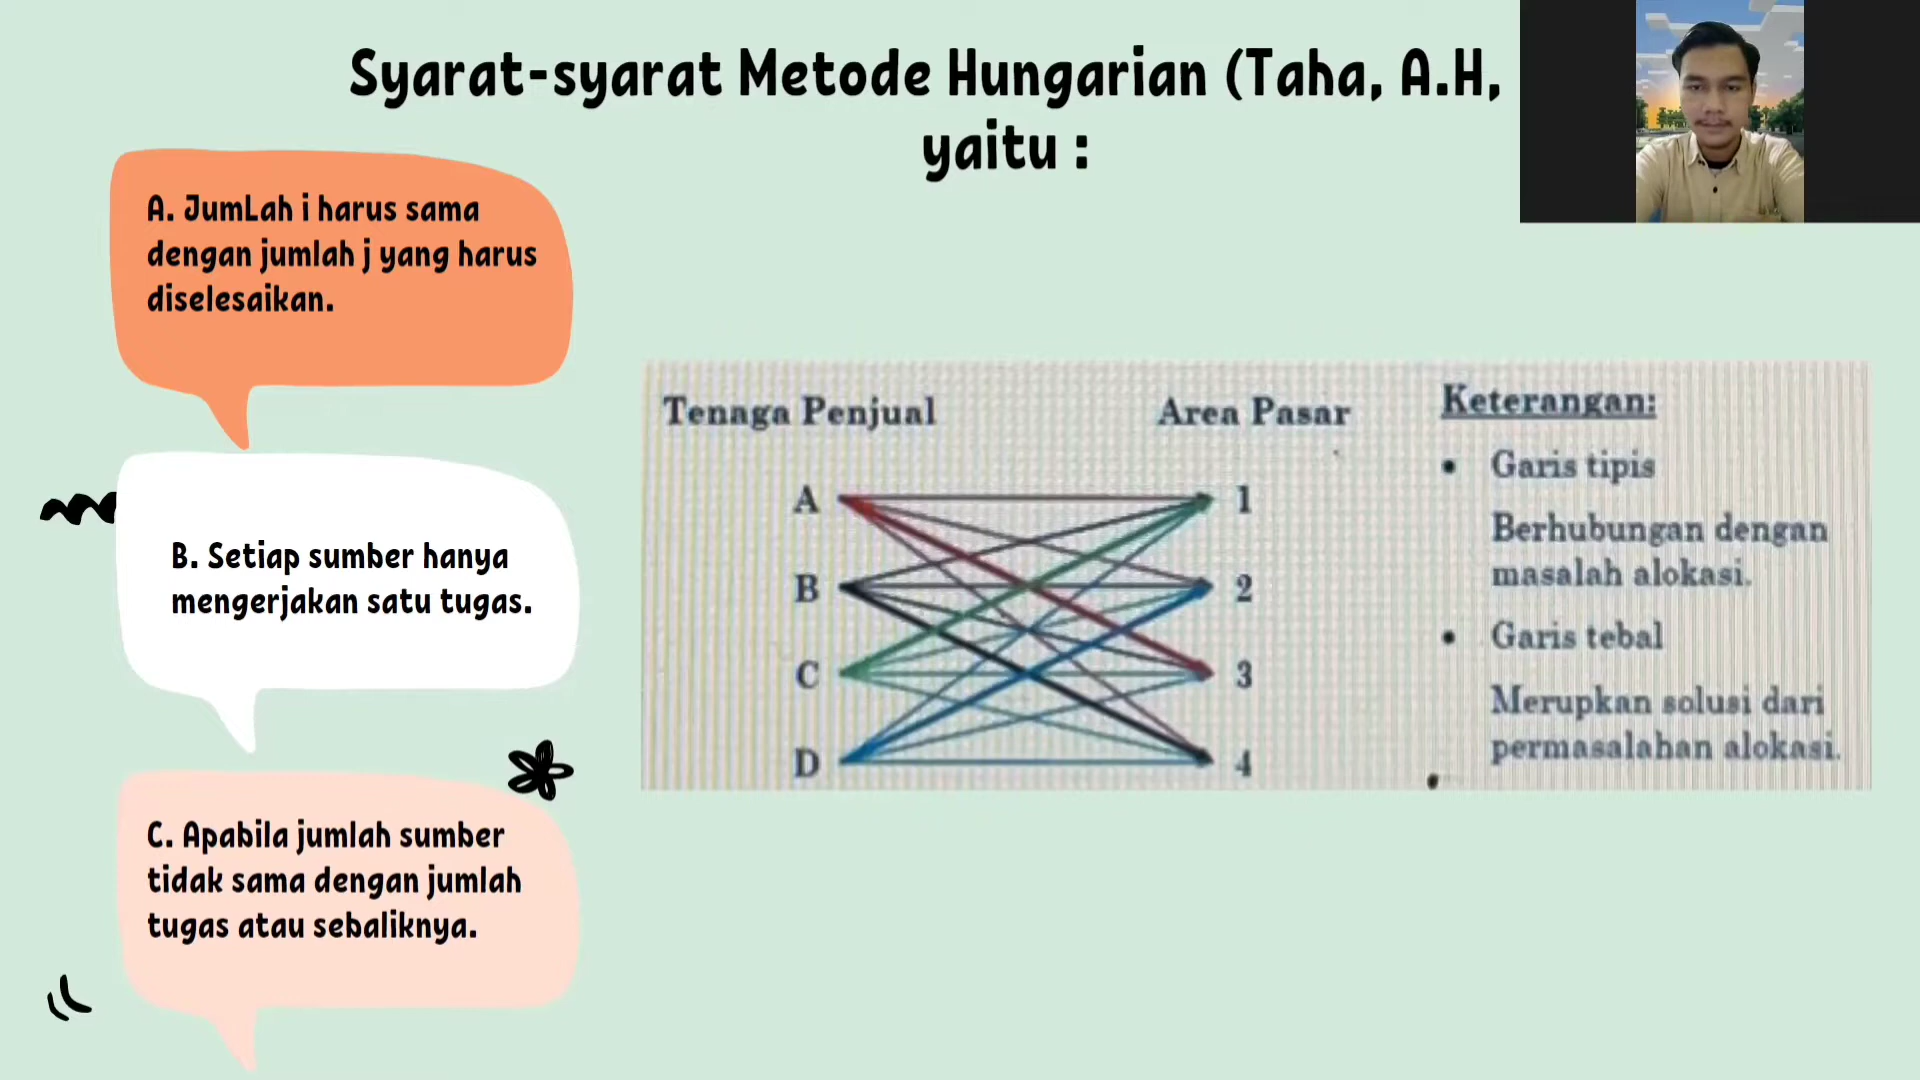 Syarat-syarat Metode Hungarian (Taha, A.H,
yaitu :
A. JumLah i harus sama
dengan jumlah j yang harus
diselesaikan.
B. Setiap sumber hanya
mengerjakan satu tugas.
C. Apabila jumlah sumber
tidak sama dengan jumlah
tugas atau sebaliknya.
Tenaga Penjual
Area Pasar
A
1
B
2
C
3
D
4
Keterangan:
• Garis tipis
Berhubungan dengan
masalah alokasi.
• Garis tebal
Merupkan solusi dari
permasalahan alokasi.